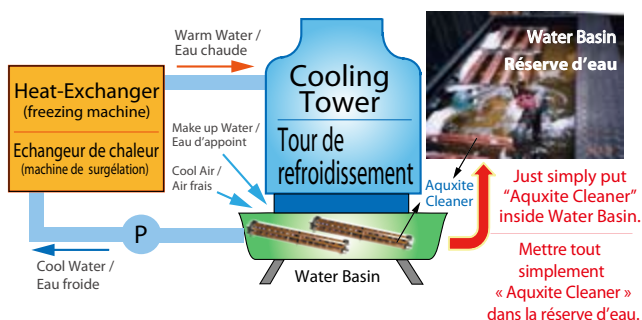 Warm Water /
Eau chaude
Heat-Exchanger
(freezing machine)
Echangeur de chaleur
(machine de surgélation)
Cooling
Tower
Tour de
refroidissement
Make up Water /
Eau d'appoint
Cool Air /
Air frais
P
Cool Water /
Eau froide
Water Basin
Aquxite
Cleaner
Water Basin
Réserve d'eau
Just simply put
“Aquxite Cleaner”
inside Water Basin.
Mettre tout
simplement
« Aquxite Cleaner »
dans la réserve d'eau.